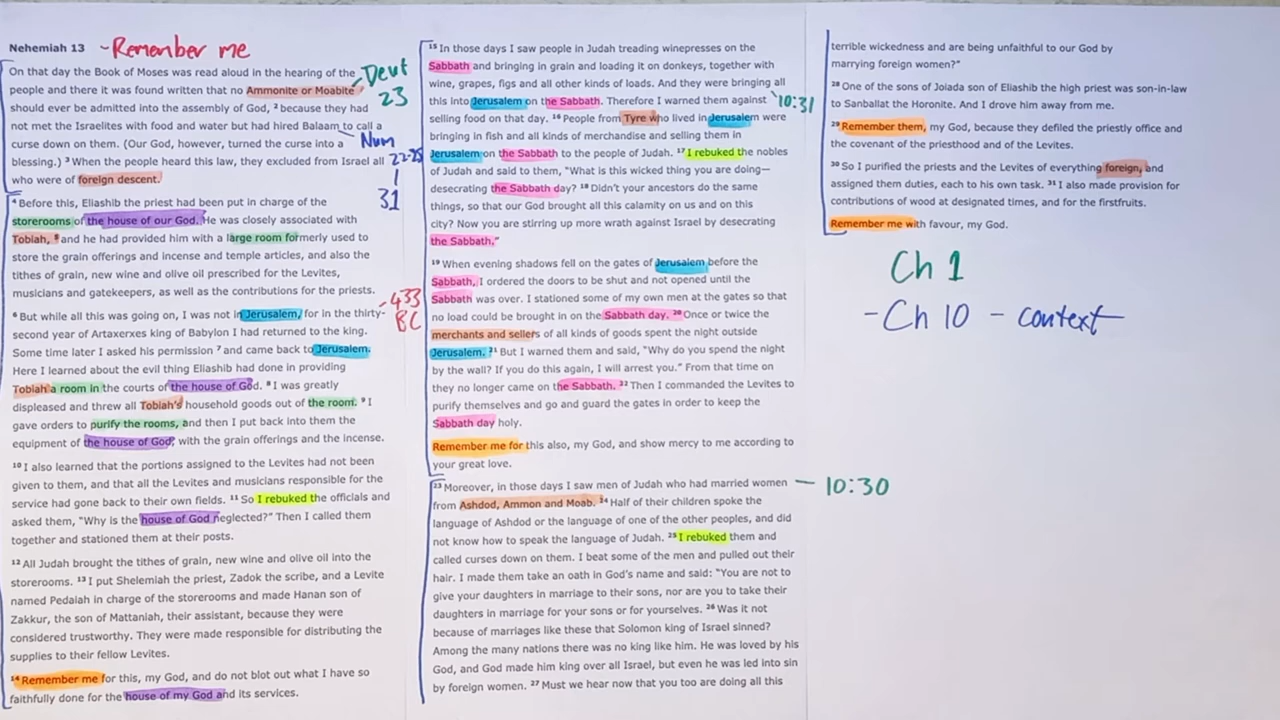 Nehemiah 13 - Remember me
On that day the Book of Moses was read aloud in the hearing of the
people and there it was found written that no Ammonite or Moabite
should ever be admitted into the assembly of God, ² because they had
not met the Israelites with food and water but had hired Balaam to call a
curse down on them. (Our God, however, turned the curse into a
blessing.) ³ When the people heard this law, they excluded from Israel all
who were of foreign descent.
Deut
23
Num
22-25
31
⁴ Before this, Eliashib the priest had been put in charge of the
storerooms of the house of our God. He was closely associated with
Tobiah, ⁵ and he had provided him with a large room formerly used to
store the grain offerings and incense and temple articles, and also the
tithes of grain, new wine and olive oil prescribed for the Levites,
musicians and gatekeepers, as well as the contributions for the priests.
⁶ But while all this was going on, I was not in Jerusalem, for in the thirty-
second year of Artaxerxes king of Babylon I had returned to the king.
Some time later I asked his permission ⁷ and came back to Jerusalem.
Here I learned about the evil thing Eliashib had done in providing
Tobiah a room in the courts of the house of God. ⁸ I was greatly
displeased and threw all Tobiah's household goods out of the room. ⁹ I
gave orders to purify the rooms, and then I put back into them the
equipment of the house of God, with the grain offerings and the incense.
433
BC
¹⁰ I also learned that the portions assigned to the Levites had not been
given to them, and that all the Levites and musicians responsible for the
service had gone back to their own fields. ¹¹ So I rebuked the officials and
asked them, "Why is the house of God neglected?" Then I called them
together and stationed them at their posts.
¹² All Judah brought the tithes of grain, new wine and olive oil into the
storerooms. ¹³ I put Shelemiah the priest, Zadok the scribe, and a Levite
named Pedaiah in charge of the storerooms and made Hanan son of
Zakkur, the son of Mattaniah, their assistant, because they were
considered trustworthy. They were made responsible for distributing the
supplies to their fellow Levites.
¹⁴ Remember me for this, my God, and do not blot out what I have so
faithfully done for the house of my God and its services.
¹⁵ In those days I saw people in Judah treading winepresses on the
Sabbath and bringing in grain and loading it on donkeys, together with
wine, grapes, figs and all other kinds of loads. And they were bringing all
this into Jerusalem on the Sabbath. Therefore I warned them against
selling food on that day. ¹⁶ People from Tyre who lived in Jerusalem were
bringing in fish and all kinds of merchandise and selling them in
Jerusalem on the Sabbath to the people of Judah. ¹⁷ I rebuked the nobles
of Judah and said to them, "What is this wicked thing you are doing—
desecrating the Sabbath day? ¹⁸ Didn't your ancestors do the same
things, so that our God brought all this calamity on us and on this
city? Now you are stirring up more wrath against Israel by desecrating
the Sabbath."
10:31
¹⁹ When evening shadows fell on the gates of Jerusalem before the
Sabbath, I ordered the doors to be shut and not opened until the
Sabbath was over. I stationed some of my own men at the gates so that
no load could be brought in on the Sabbath day. ²⁰ Once or twice the
merchants and sellers of all kinds of goods spent the night outside
Jerusalem. ²¹ But I warned them and said, "Why do you spend the night
by the wall? If you do this again, I will arrest you." From that time on
they no longer came on the Sabbath. ²² Then I commanded the Levites to
purify themselves and go and guard the gates in order to keep the
Sabbath day holy.
Remember me for this also, my God, and show mercy to me according to
your great love.
²³ Moreover, in those days I saw men of Judah who had married women
from Ashdod, Ammon and Moab. ²⁴ Half of their children spoke the
language of Ashdod or the language of one of the other peoples, and did
not know how to speak the language of Judah. ²⁵ I rebuked them and
called curses down on them. I beat some of the men and pulled out their
hair. I made them take an oath in God's name and said: "You are not to
give your daughters in marriage to their sons, nor are you to take their
daughters in marriage for your sons or for yourselves. ²⁶ Was it not
because of marriages like these that Solomon king of Israel sinned?
Among the many nations there was no king like him. He was loved by his
God, and God made him king over all Israel, but even he was led into sin
by foreign women. ²⁷ Must we hear now that you too are doing all this
— 10:30
terrible wickedness and are being unfaithful to our God by
marrying foreign women?"
²⁸ One of the sons of Joiada son of Eliashib the high priest was son-in-law
to Sanballat the Horonite. And I drove him away from me.
²⁹ Remember them, my God, because they defiled the priestly office and
the covenant of the priesthood and of the Levites.
³⁰ So I purified the priests and the Levites of everything foreign, and
assigned them duties, each to his own task. ³¹ I also made provision for
contributions of wood at designated times, and for the firstfruits.
Remember me with favour, my God.
Ch 1
- Ch 10 - context